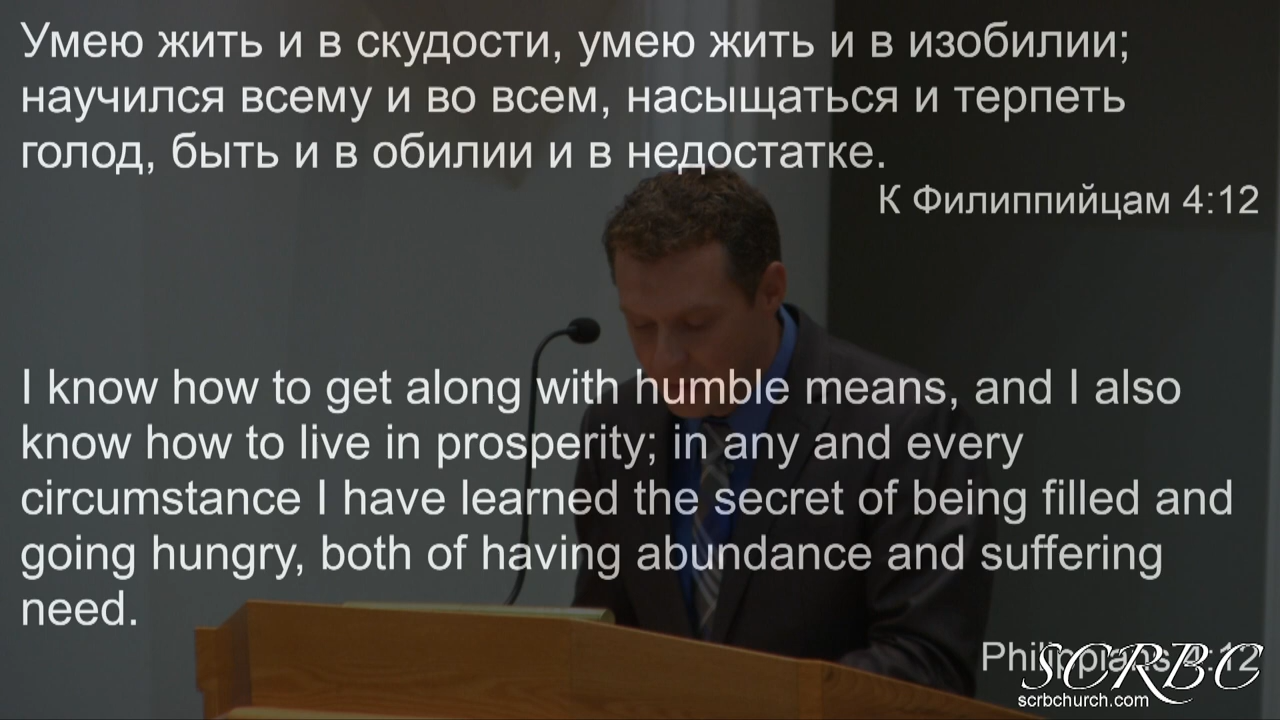 Умею жить и в скудости, умею жить и в изобилии;
научился всему и во всем, насыщаться и терпеть
голод, быть и в обилии и в недостатке.
К Филиппийцам 4:12
I know how to get along with humble means, and I also
know how to live in prosperity; in any and every
circumstance I have learned the secret of being filled and
going hungry, both of having abundance and suffering
need.
Philippians 4:12
SCRBC
scrbchurch.com